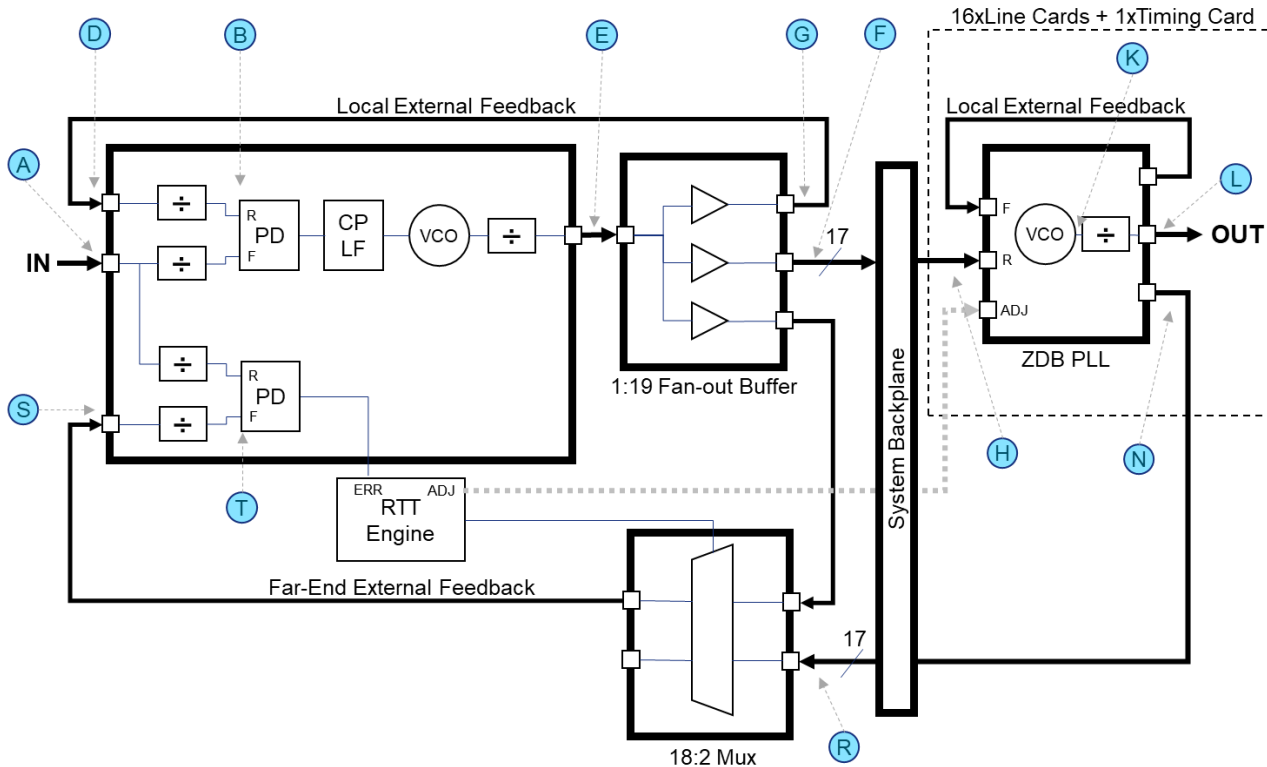 16xLine Cards + 1xTiming Card
D
B
E
G
F
K
Local External Feedback
Local External Feedback
A
L
÷
R
PD
F
CP
LF
VCO
÷
÷
17
F
VCO
÷
R
OUT
IN
ADJ
ZDB PLL
÷
R
PD
F
÷
1:19 Fan-out Buffer
S
H
N
T
ERR
ADJ
RTT
Engine
System Backplane
Far-End External Feedback
17
R
18:2 Mux